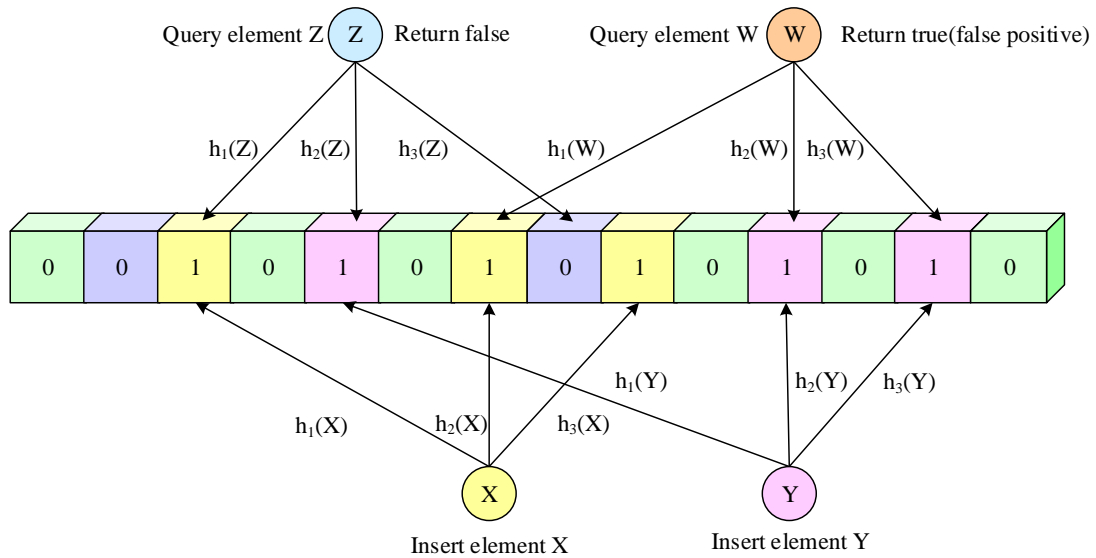 Query element Z Z Return false
Query element W W Return true(false positive)
h₁(Z) h₂(Z) h₃(Z) h₁(W) h₂(W) h₃(W)
0 0 1 0 1 0 1 0 1 0 1 0 1 0
h₁(Y) h₂(Y) h₃(Y)
h₁(X) h₂(X) h₃(X)
X Y
Insert element X Insert element Y